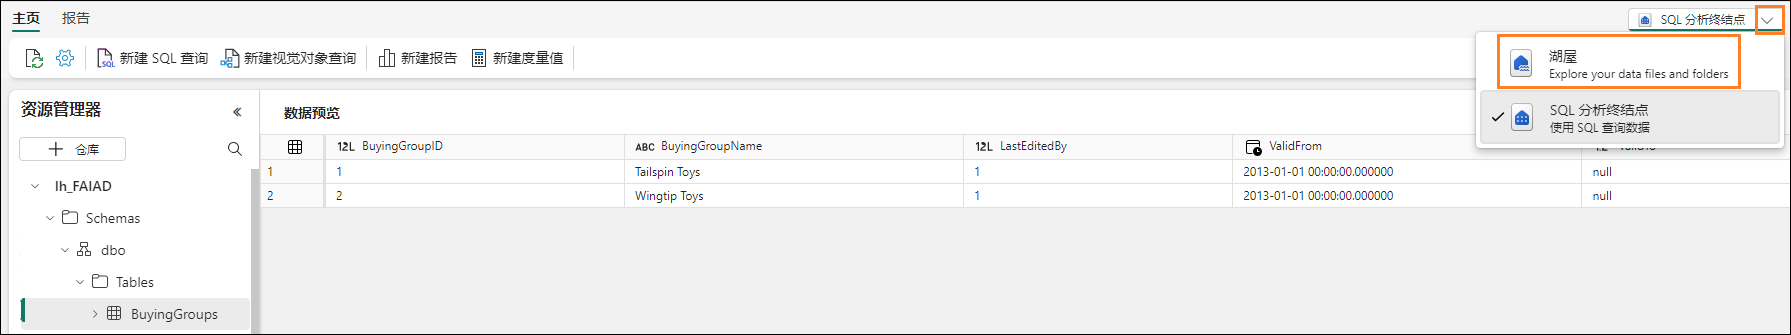 主页 报告
SQL 分析终结点
新建 SQL 查询 新建视觉对象查询 新建报告 新建度量值
湖屋
Explore your data files and folders
SQL 分析终结点
使用 SQL 查询数据
资源管理器
仓库
lh_FAIAD
Schemas
dbo
Tables
BuyingGroups
数据预览
12L BuyingGroupID ABC BuyingGroupName 12L LastEditedBy ValidFrom
1 1 Tailspin Toys 1 2013-01-01 00:00:00.000000 null
2 2 Wingtip Toys 1 2013-01-01 00:00:00.000000 null